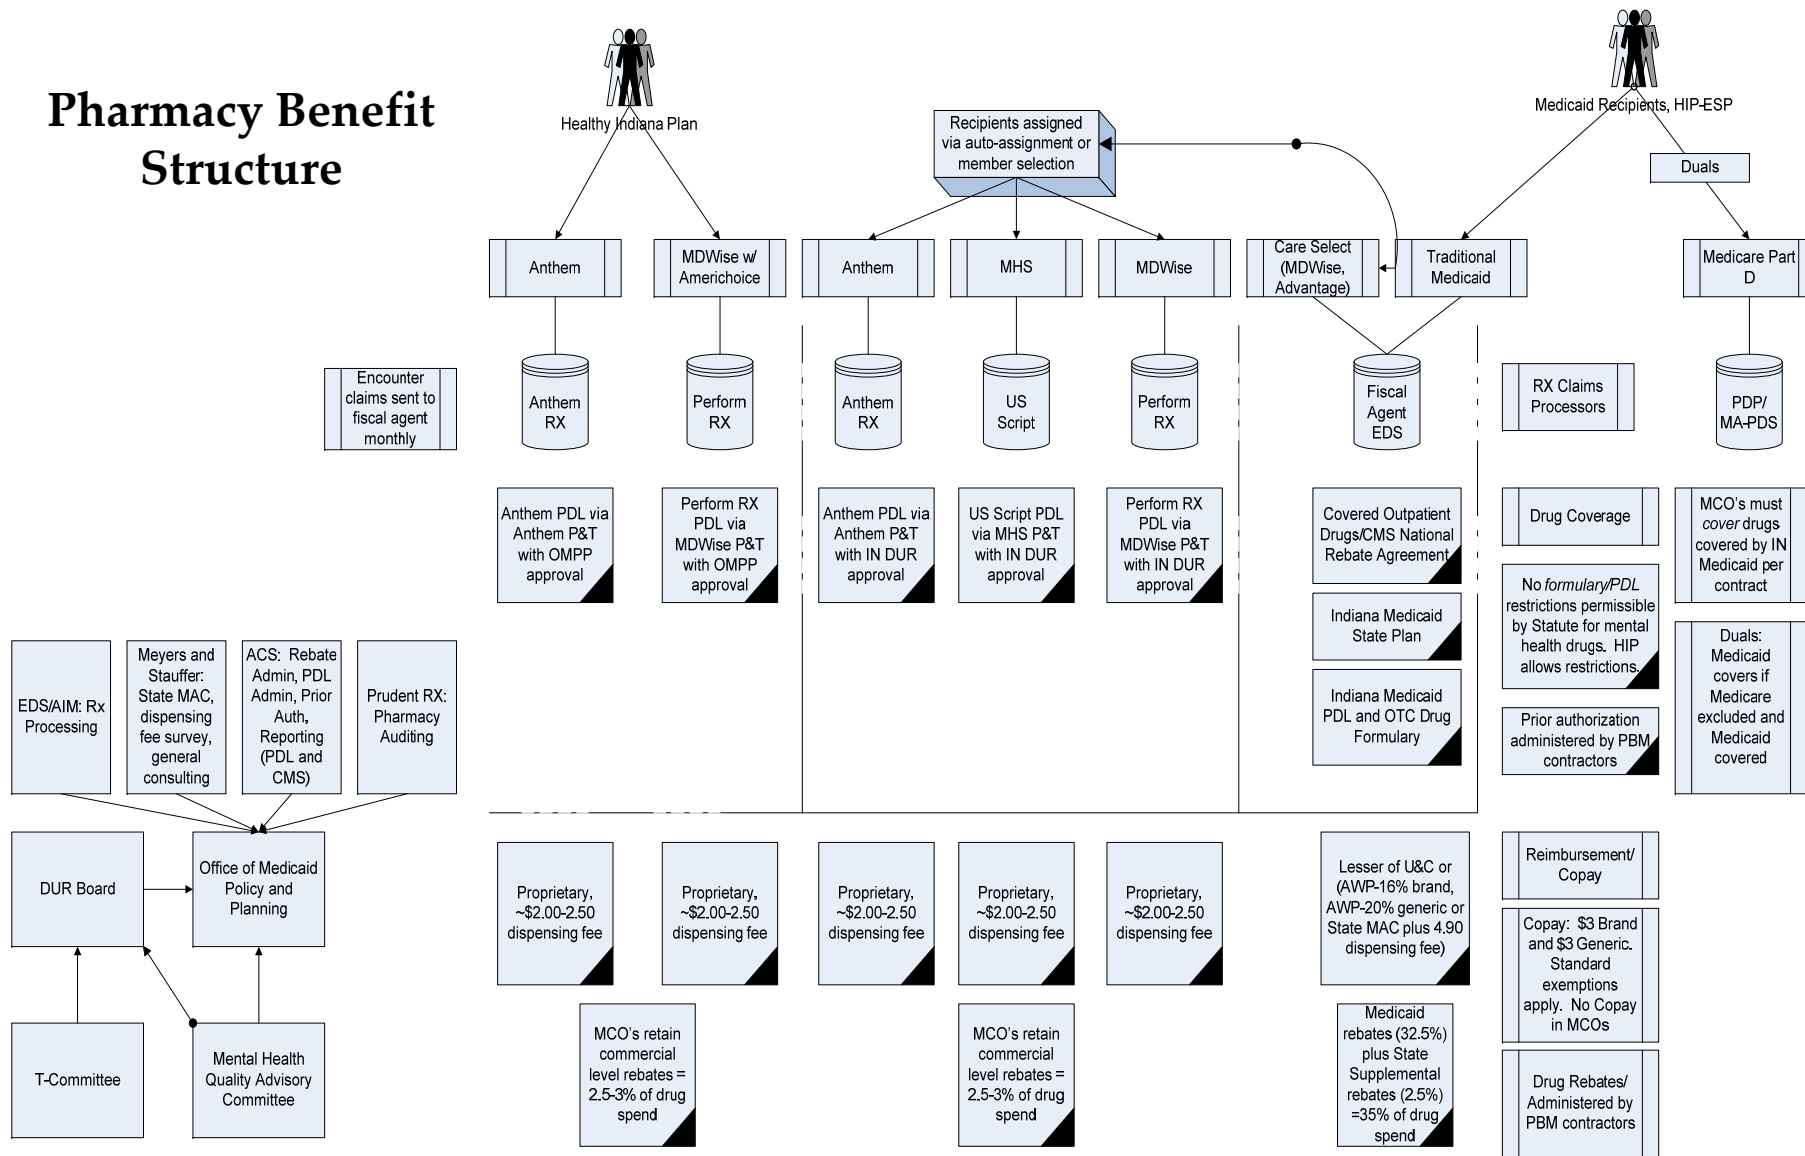 Pharmacy Benefit
Structure
Healthy Indiana Plan
Medicaid Recipients, HIP-ESP
Recipients assigned
via auto-assignment or
member selection
Duals
Anthem
MDWise w/
Americhoice
Anthem
MHS
MDWise
Care Select
(MDWise,
Advantage)
Traditional
Medicaid
Medicare Part
D
Encounter
claims sent to
fiscal agent
monthly
Anthem
RX
Perform
RX
Anthem
RX
US
Script
Perform
RX
Fiscal
Agent
EDS
RX Claims
Processors
PDP/
MA-PDS
Anthem PDL via
Anthem P&T
with OMPP
approval
Perform RX
PDL via
MDWise P&T
with OMPP
approval
Anthem PDL via
Anthem P&T
with IN DUR
approval
US Script PDL
via MHS P&T
with IN DUR
approval
Perform RX
PDL via
MDWise P&T
with IN DUR
approval
Covered Outpatient
Drugs/CMS National
Rebate Agreement
Drug Coverage
MCO's must
cover drugs
covered by IN
Medicaid per
contract
Indiana Medicaid
State Plan
No formulary/PDL
restrictions permissible
by Statute for mental
health drugs. HIP
allows restrictions.
Indiana Medicaid
PDL and OTC Drug
Formulary
Prior authorization
administered by PBM
contractors
Duals:
Medicaid
covers if
Medicare
excluded and
Medicaid
covered
EDS/AIM: Rx
Processing
Meyers and
Stauffer:
State MAC,
dispensing
fee survey,
general
consulting
ACS: Rebate
Admin, PDL
Admin, Prior
Auth,
Reporting
(PDL and
CMS)
Prudent RX:
Pharmacy
Auditing
DUR Board
Office of Medicaid
Policy and
Planning
T-Committee
Mental Health
Quality Advisory
Committee
Proprietary,
~$2.00-2.50
dispensing fee
Proprietary,
~$2.00-2.50
dispensing fee
Proprietary,
~$2.00-2.50
dispensing fee
Proprietary,
~$2.00-2.50
dispensing fee
Proprietary,
~$2.00-2.50
dispensing fee
Lesser of U&C or
(AWP-16% brand,
AWP-20% generic or
State MAC plus 4.90
dispensing fee)
Reimbursement/
Copay
MCO's retain
commercial
level rebates =
2.5-3% of drug
spend
MCO's retain
commercial
level rebates =
2.5-3% of drug
spend
Medicaid
rebates (32.5%)
plus State
Supplemental
rebates (2.5%)
=35% of drug
spend
Copay: $3 Brand
and $3 Generic.
Standard
exemptions
apply. No Copay
in MCOs
Drug Rebates/
Administered by
PBM contractors